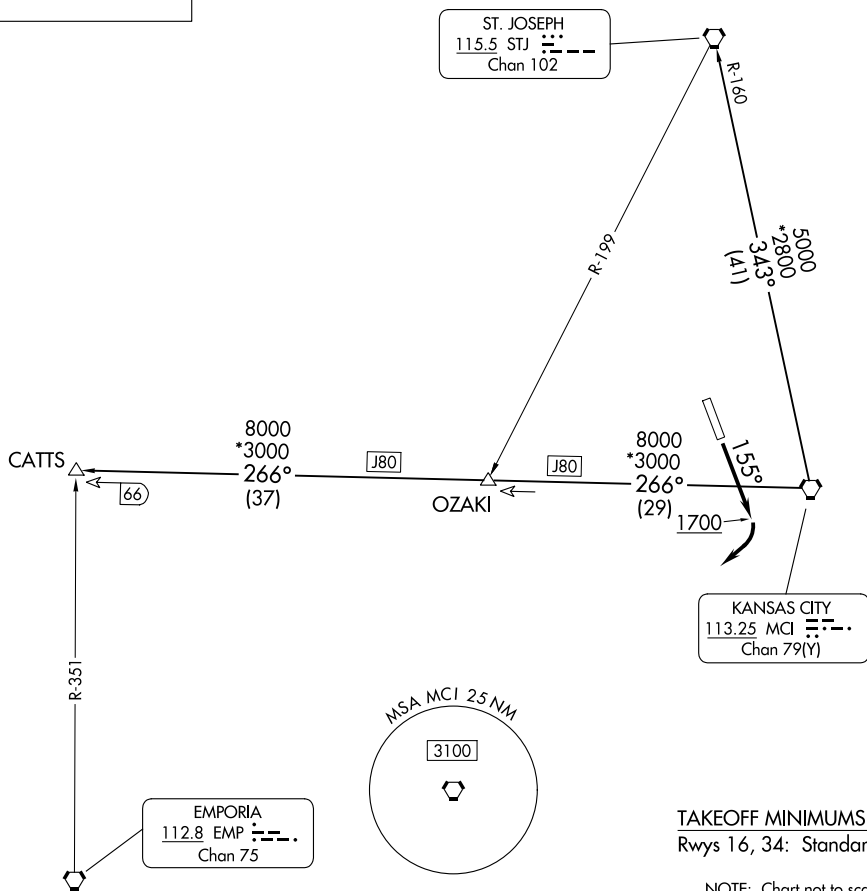 ST. JOSEPH
115.5 STJ
Chan 102
R-160
5000
*2800
343°
(41)
R-199
155°
8000
*3000
266°
(37)
J80
CATTS
66
OZAKI
J80
8000
*3000
266°
(29)
1700
KANSAS CITY
113.25 MCI
Chan 79(Y)
R-351
MSA MCI 25 NM
3100
EMPORIA
112.8 EMP
Chan 75
TAKEOFF MINIMUMS
Rwys 16, 34: Standar
NOTE: Chart not to sc